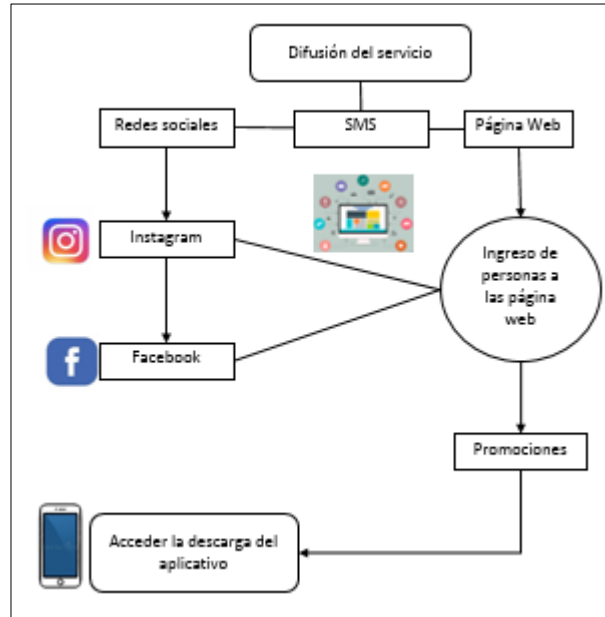 Difusión del servicio
Redes sociales
SMS
Página Web
Instagram
Ingreso de
personas a
las página
web
Facebook
Promociones
Acceder la descarga del
aplicativo